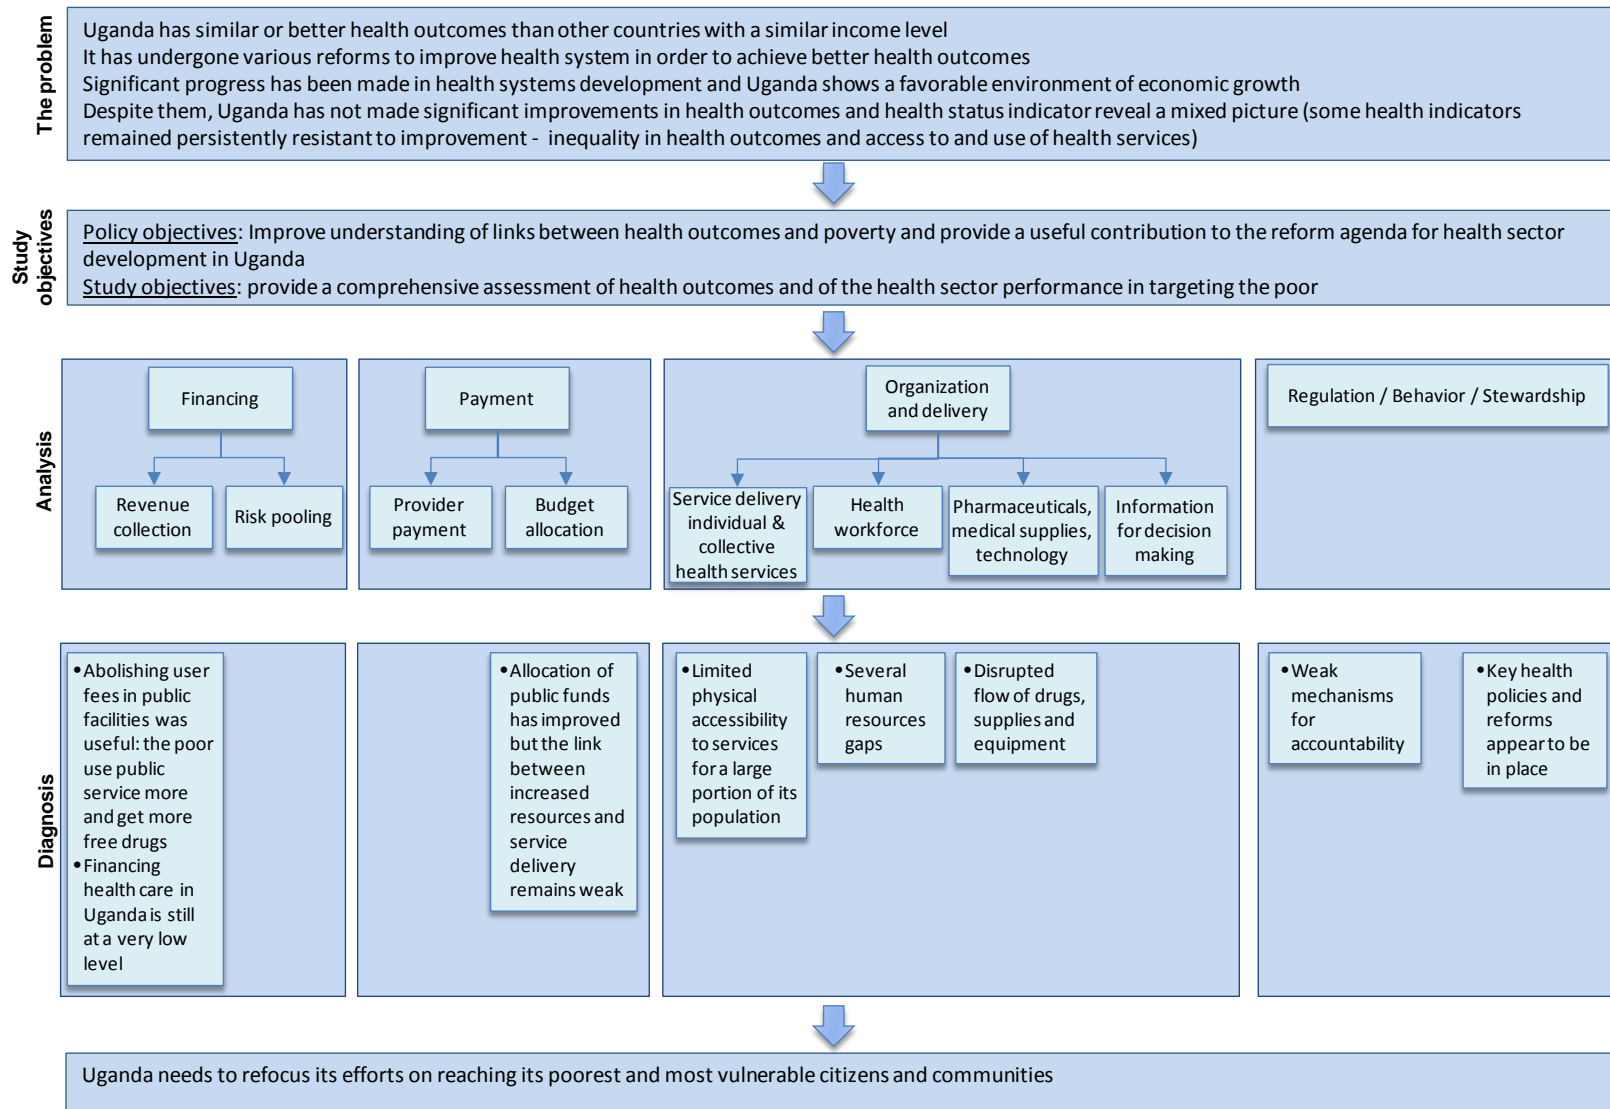 The problem
Uganda has similar or better health outcomes than other countries with a similar income level
It has undergone various reforms to improve health system in order to achieve better health outcomes
Significant progress has been made in health systems development and Uganda shows a favorable environment of economic growth
Despite them, Uganda has not made significant improvements in health outcomes and health status indicator reveal a mixed picture (some health indicators
remained persistently resistant to improvement - inequality in health outcomes and access to and use of health services)
Study
objectives
Policy objectives: Improve understanding of links between health outcomes and poverty and provide a useful contribution to the reform agenda for health sector
development in Uganda
Study objectives: provide a comprehensive assessment of health outcomes and of the health sector performance in targeting the poor
Analysis
Financing
Revenue
collection
Risk pooling
Payment
Provider
payment
Budget
allocation
Organization
and delivery
Service delivery
individual &
collective
health services
Health
workforce
Pharmaceuticals,
medical supplies,
technology
Information
for decision
making
Regulation / Behavior / Stewardship
Diagnosis
•Abolishing user
fees in public
facilities was
useful: the poor
use public
service more
and get more
free drugs
•Financing
health care in
Uganda is still
at a very low
level
•Allocation of
public funds
has improved
but the link
between
increased
resources and
service
delivery
remains weak
•Limited
physical
accessibility
to services
for a large
portion of its
population
•Several
human
resources
gaps
•Disrupted
flow of drugs,
supplies and
equipment
•Weak
mechanisms
for
accountability
•Key health
policies and
reforms
appear to be
in place
Uganda needs to refocus its efforts on reaching its poorest and most vulnerable citizens and communities